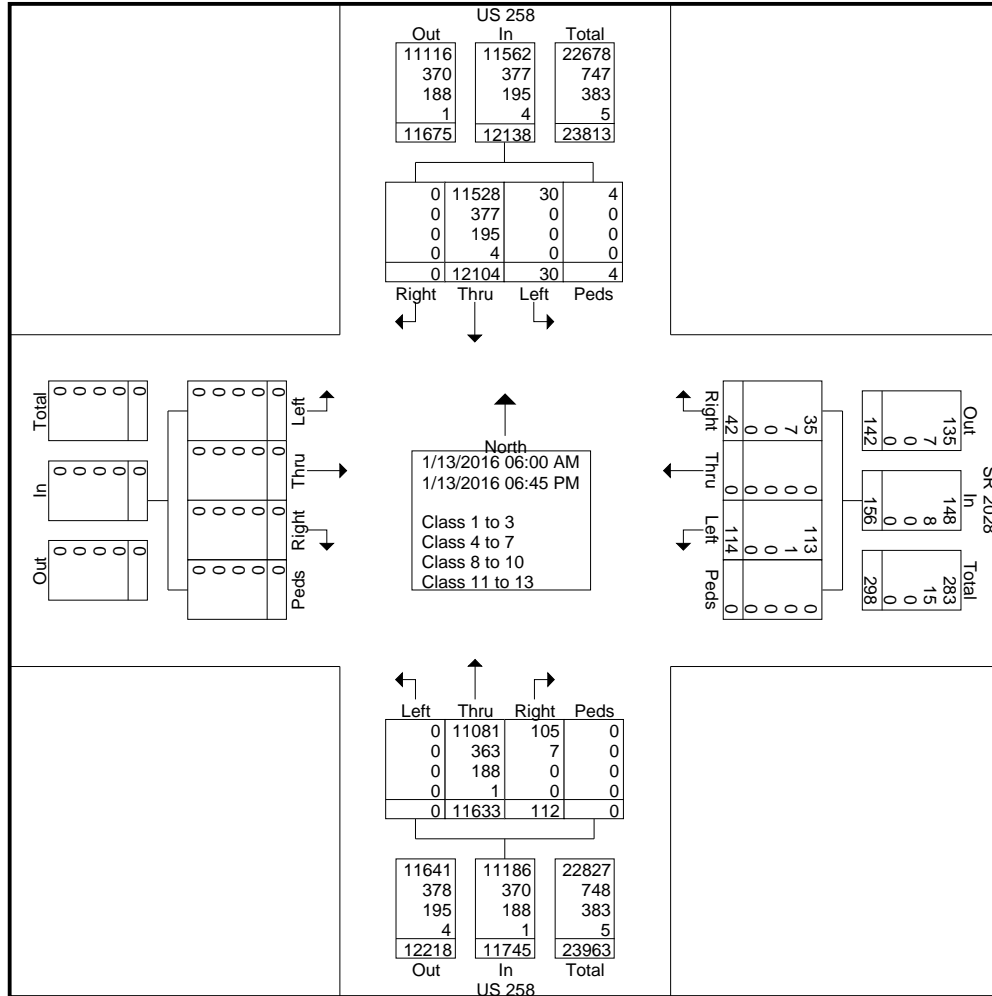 US 258
Out In Total
11116 11562 22678
370 377 747
188 195 383
1 4 5
11675 12138 23813
0 11528 30 4
0 377 0 0
0 195 0 0
0 4 0 0
0 12104 30 4
Right Thru Left Peds
Total
0 0 0 0 0
In
0 0 0 0 0
Out
0 0 0 0 0
Left
0 0 0 0 0
Thru
0 0 0 0 0
Right
0 0 0 0 0
Peds
0 0 0 0 0
North
1/13/2016 06:00 AM
1/13/2016 06:45 PM
Class 1 to 3
Class 4 to 7
Class 8 to 10
Class 11 to 13
Right
35 7 0 0 42
Thru
0 0 0 0 0
Left
113 1 0 0 114
Peds
0 0 0 0 0
SR 2028
Out
135 7 0 0 142
In
148 8 0 0 156
Total
283 15 0 0 298
Left Thru Right Peds
0 11081 105 0
0 363 7 0
0 188 0 0
0 1 0 0
0 11633 112 0
11641 11186 22827
378 370 748
195 188 383
4 1 5
12218 11745 23963
Out In Total
US 258